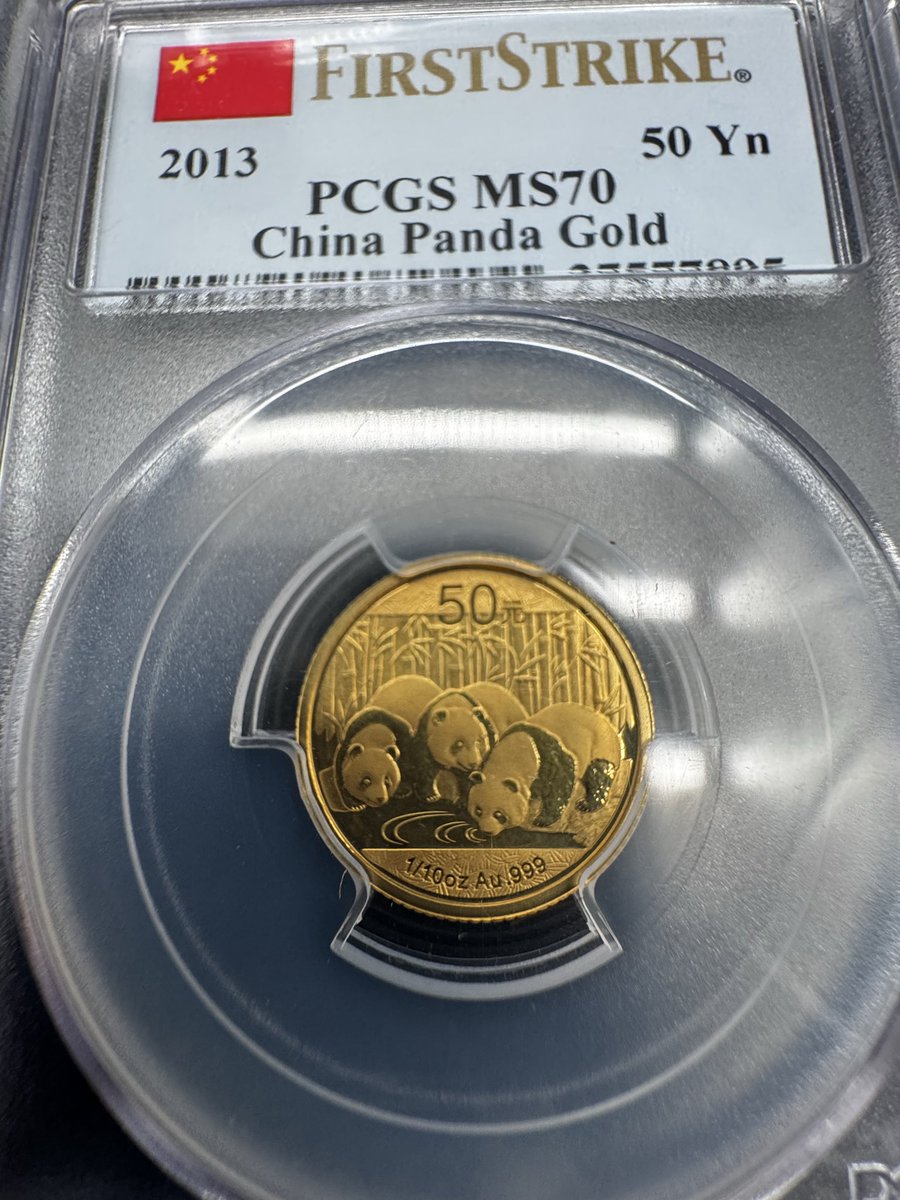 FIRSTSTRIKE®
2013
50 Yn
PCGS MS70
China Panda Gold
50元
1/10oz Au.999